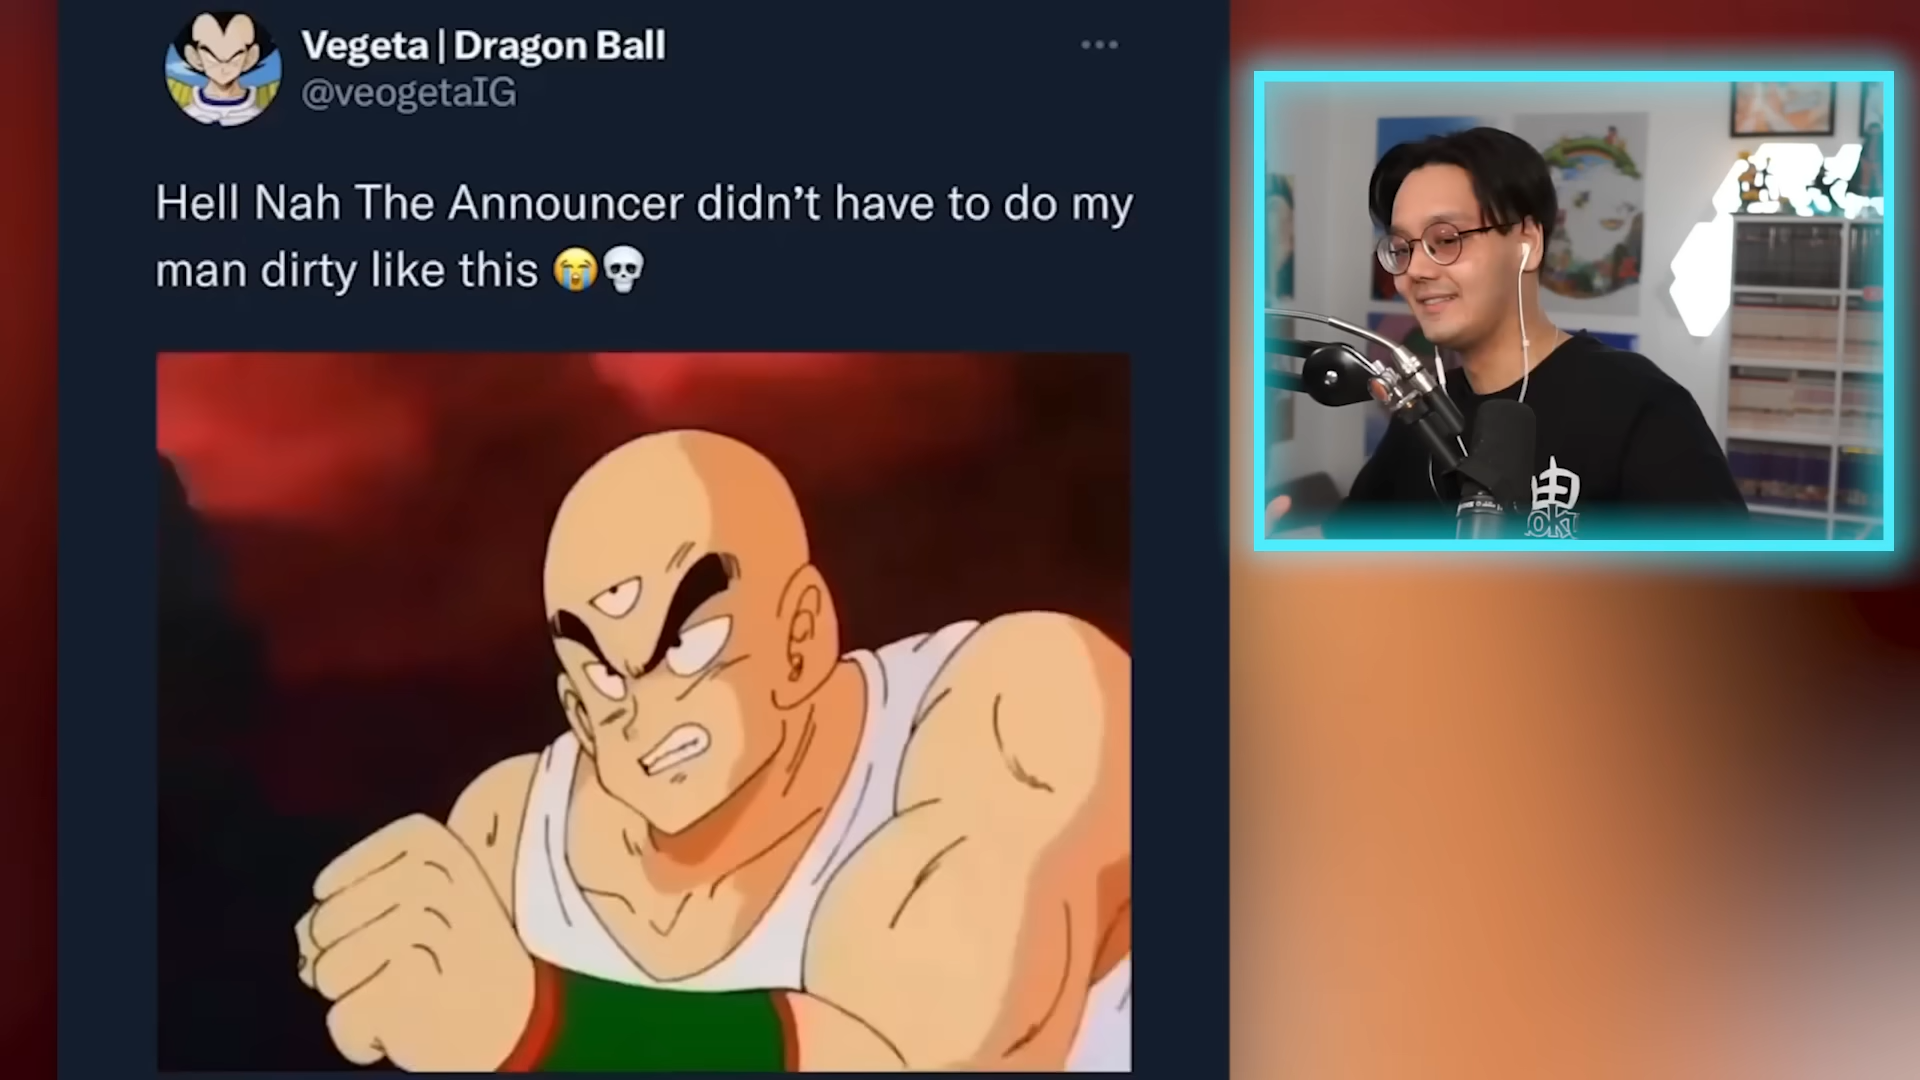 Vegeta | Dragon Ball
@veogetaIG
Hell Nah The Announcer didn’t have to do my
man dirty like this 😭💀